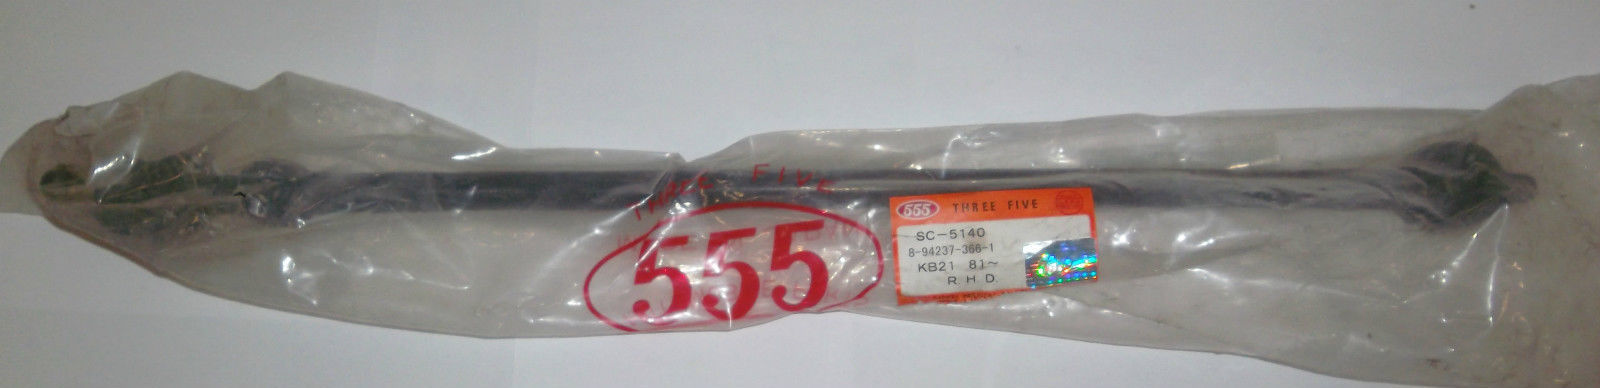 THREE FIVE
555
555 THREE FIVE
SC-5140
8-94237-366-1
KB21 81~
R. H. D.